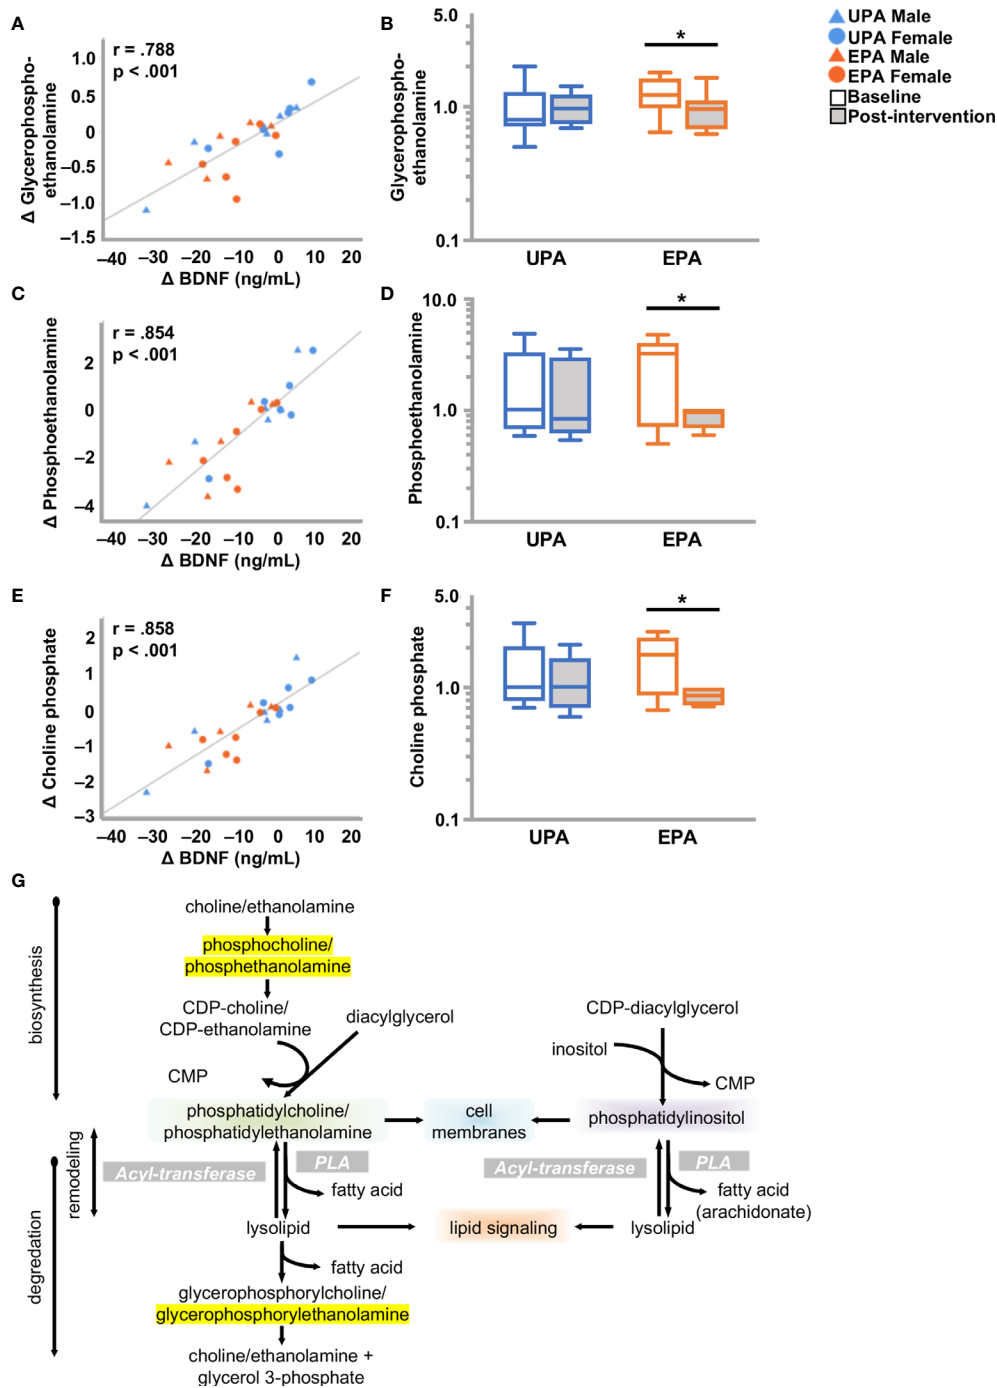 A
r = .788
p < .001
1.0
0.5
0
–0.5
–1.0
–1.5
Δ Glycerophospho-
ethanolamine
–40 –30 –20 –10 0 10 20
Δ BDNF (ng/mL)
B
5.0
1.0
0.1
Glycerophospho-
ethanolamine
*
UPA EPA
UPA Male
UPA Female
EPA Male
EPA Female
Baseline
Post-intervention
C
r = .854
p < .001
2
0
–2
–4
Δ Phosphoethanolamine
–40 –30 –20 –10 0 10 20
Δ BDNF (ng/mL)
D
10.0
1.0
0.1
Phosphoethanolamine
*
UPA EPA
E
r = .858
p < .001
2
1
0
–1
–2
–3
Δ Choline phosphate
–40 –30 –20 –10 0 10 20
Δ BDNF (ng/mL)
F
5.0
1.0
0.1
Choline phosphate
*
UPA EPA
G
biosynthesis
remodeling
degredation
choline/ethanolamine
phosphocholine/
phosphethanolamine
CDP-choline/
CDP-ethanolamine
diacylglycerol
CMP
phosphatidylcholine/
phosphatidylethanolamine
cell
membranes
CDP-diacylglycerol
inositol
CMP
phosphatidylinositol
Acyl-transferase
PLA
fatty acid
lysolipid
lipid signaling
Acyl-transferase
PLA
fatty acid
(arachidonate)
lysolipid
fatty acid
glycerophosphorylcholine/
glycerophosphorylethanolamine
choline/ethanolamine +
glycerol 3-phosphate